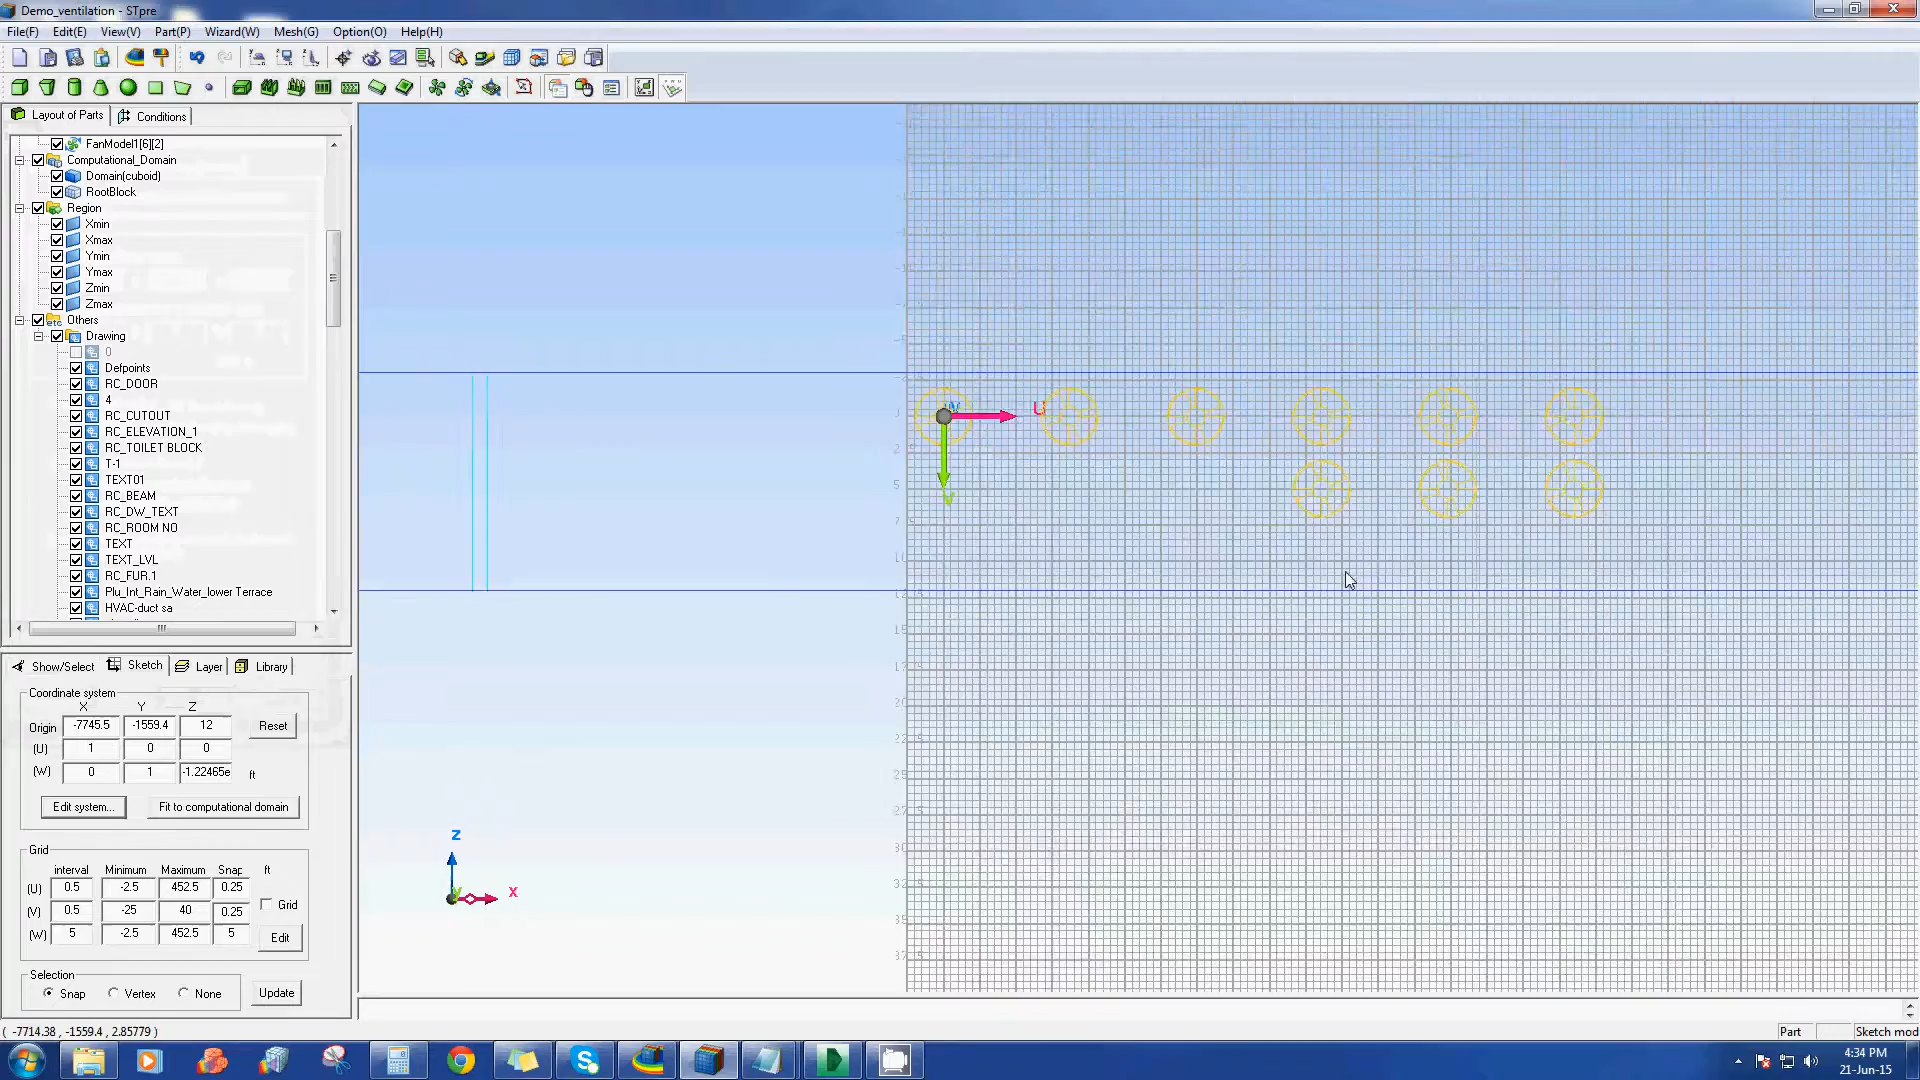 Demo_ventilation - STpre
File(F) Edit(E) View(V) Part(P) Wizard(W) Mesh(G) Option(O) Help(H)
Layout of Parts Conditions
FanModel1[6][2]
Computational_Domain
Domain(cuboid)
RootBlock
Region
Xmin
Xmax
Ymin
Ymax
Zmin
Zmax
Others
Drawing
0
Defpoints
RC_DOOR
4
RC_CUTOUT
RC_ELEVATION_1
RC_TOILET BLOCK
T-1
TEXT01
RC_BEAM
RC_DW_TEXT
RC_ROOM NO
TEXT
TEXT_LVL
RC_FUR.1
Plu_Int_Rain_Water_lower Terrace
HVAC-duct sa
Show/Select Sketch Layer Library
Coordinate system
X Y Z
Origin -7745.5 -1559.4 12 Reset
(U) 1 0 0
(W) 0 1 -1.22465e ft
Edit system... Fit to computational domain
Grid
interval Minimum Maximum Snap ft
(U) 0.5 -2.5 452.5 0.25
(V) 0.5 -25 40 0.25 Grid
(W) 5 -2.5 452.5 5 Edit
Selection
Snap Vertex None Update
W U
V
z
y x
( -7714.38 , -1559.4 , 2.85779 )
Part Sketch mod
4:34 PM
21-Jun-15